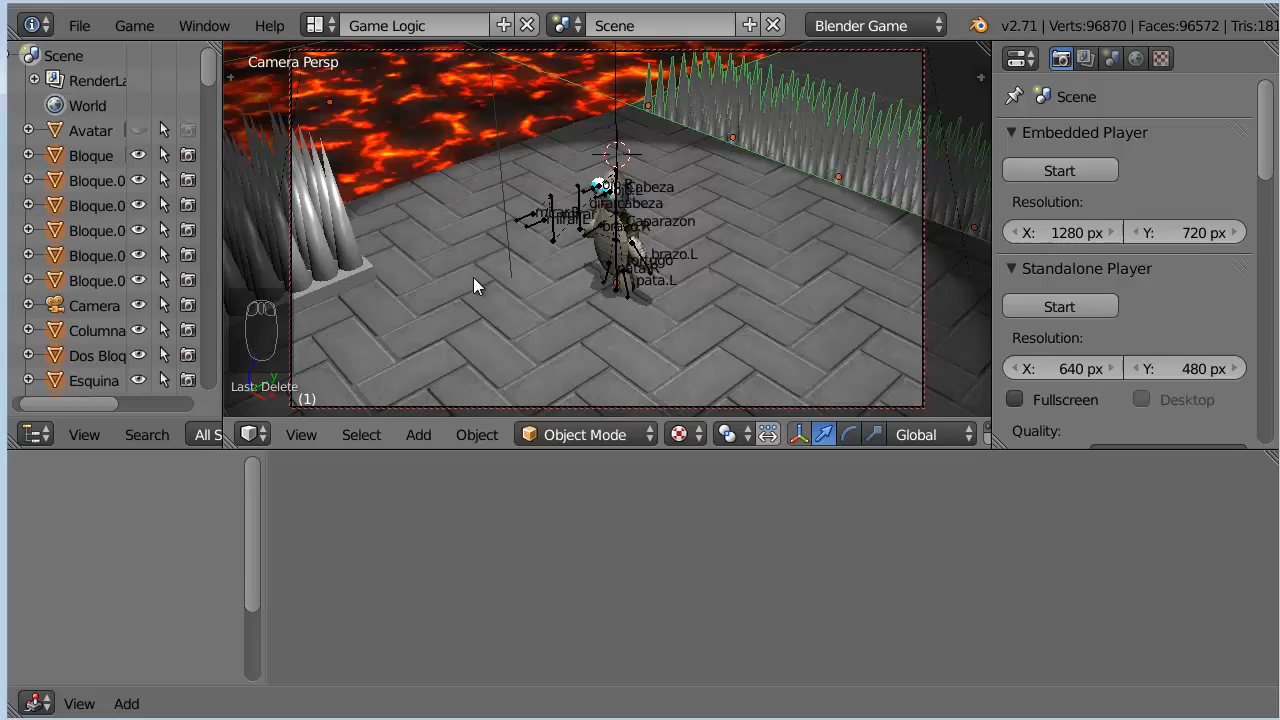 File Game Window Help Game Logic Scene Blender Game v2.71 | Verts:96870 | Faces:96572 | Tris:181
Scene
RenderLa
World
Avatar
Bloque
Bloque.0
Bloque.0
Bloque.0
Bloque.0
Bloque.0
Camera
Columna
Dos Bloq
Esquina
View Search All S
Camera Persp
Cabeza
giralcabeza
Caparazon
brazo.R
brazo.L
pata.L
Last: Delete
(1)
View Select Add Object Object Mode Global
Scene
Embedded Player
Start
Resolution:
X: 1280 px Y: 720 px
Standalone Player
Start
Resolution:
X: 640 px Y: 480 px
Fullscreen Desktop
Quality:
View Add